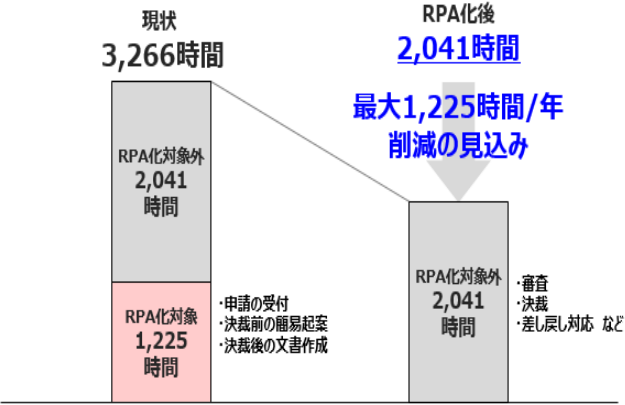 現状
3,266時間
RPA化後
2,041時間
最大1,225時間/年
削減の見込み
RPA化対象外
2,041
時間
RPA化対象
1,225
時間
・申請の受付
・決裁前の簡易起案
・決裁後の文書作成
RPA化対象外
2,041
時間
・審査
・決裁
・差し戻し対応 など